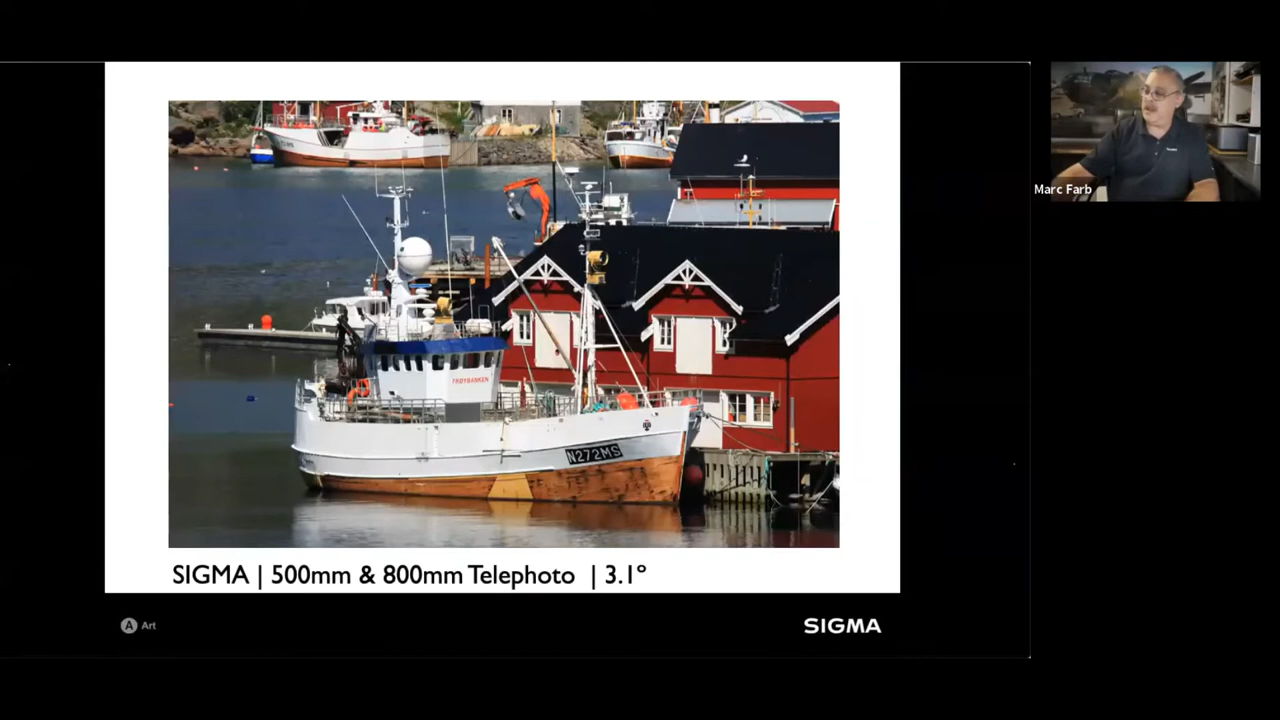 FRØYBANKEN
N272MS
SIGMA | 500mm & 800mm Telephoto | 3.1°
A Art
SIGMA
Marc Farb